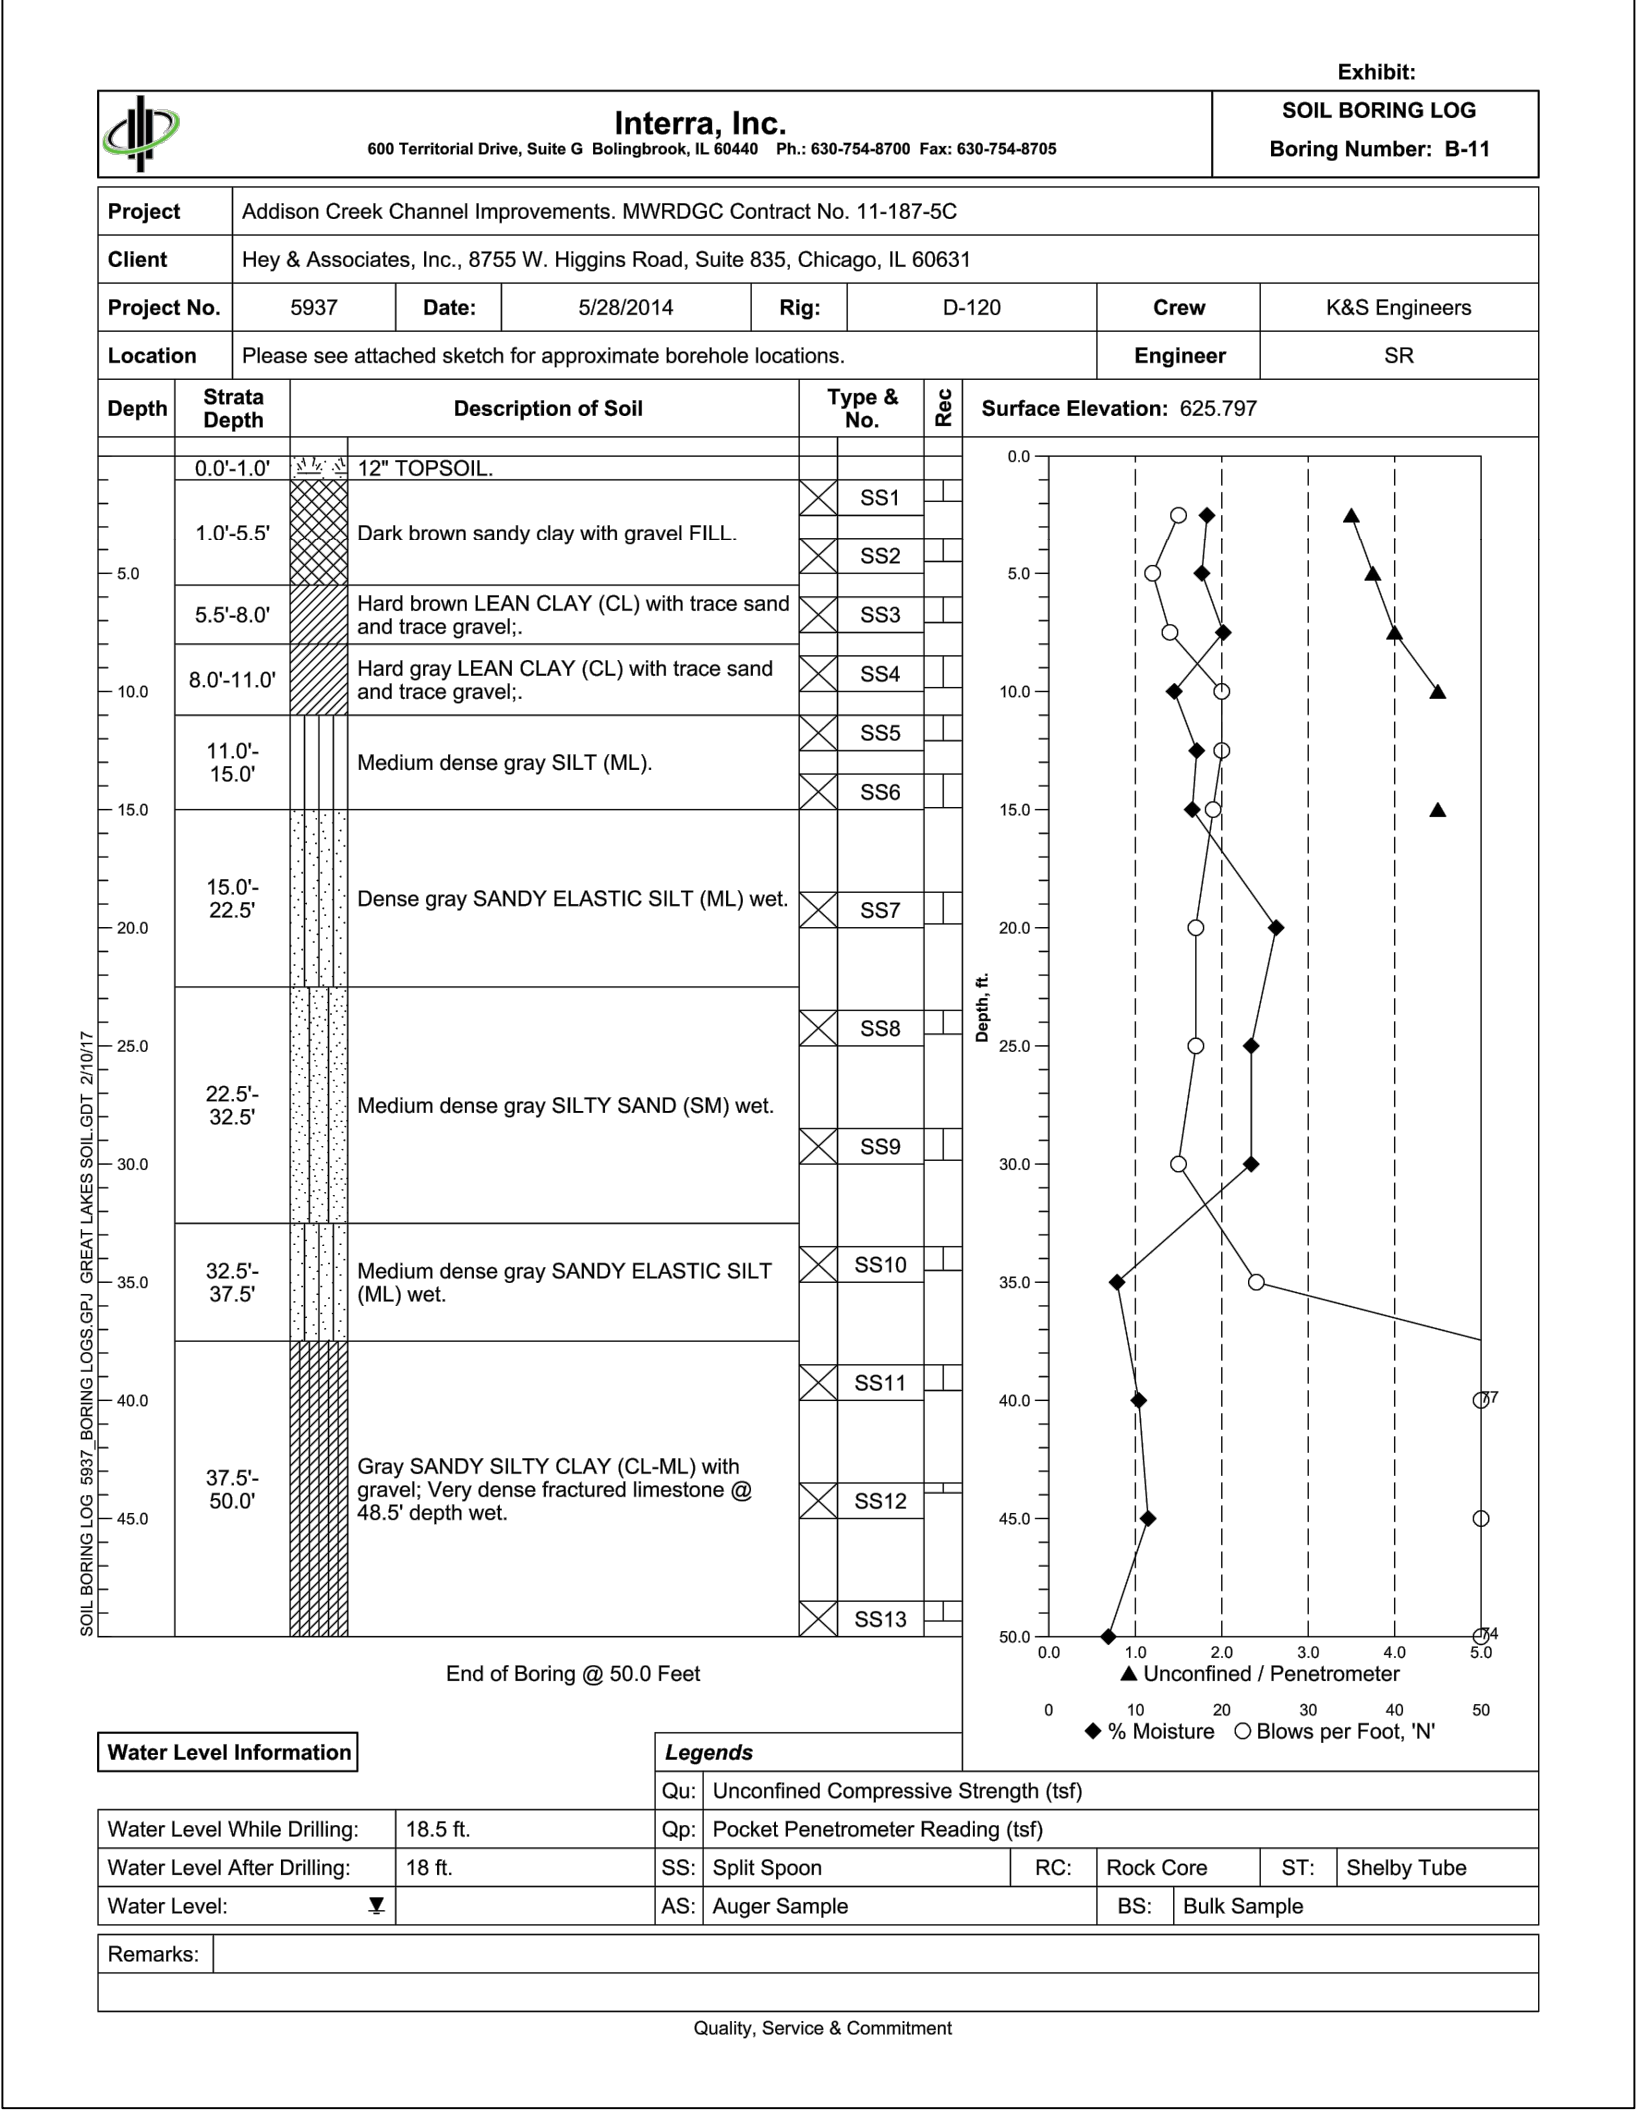 Exhibit:
Interra, Inc.
600 Territorial Drive, Suite G Bolingbrook, IL 60440 Ph.: 630-754-8700 Fax: 630-754-8705
SOIL BORING LOG
Boring Number: B-11
Project Addison Creek Channel Improvements. MWRDGC Contract No. 11-187-5C
Client Hey & Associates, Inc., 8755 W. Higgins Road, Suite 835, Chicago, IL 60631
Project No. 5937 Date: 5/28/2014 Rig: D-120 Crew K&S Engineers
Location Please see attached sketch for approximate borehole locations. Engineer SR
Depth
Strata
Depth
Description of Soil
Type &
No.
Rec
Surface Elevation: 625.797
0.0'-1.0' 12" TOPSOIL.
SS1
1.0'-5.5' Dark brown sandy clay with gravel FILL.
SS2
5.0
5.5'-8.0'
Hard brown LEAN CLAY (CL) with trace sand
and trace gravel;.
SS3
8.0'-11.0'
Hard gray LEAN CLAY (CL) with trace sand
and trace gravel;.
SS4
10.0
SS5
11.0'-
15.0'
Medium dense gray SILT (ML).
SS6
15.0
15.0'-
22.5'
Dense gray SANDY ELASTIC SILT (ML) wet.
SS7
20.0
SS8
25.0
22.5'-
32.5'
Medium dense gray SILTY SAND (SM) wet.
SS9
30.0
SS10
32.5'-
37.5'
Medium dense gray SANDY ELASTIC SILT
(ML) wet.
35.0
SS11
40.0
37.5'-
50.0'
Gray SANDY SILTY CLAY (CL-ML) with
gravel; Very dense fractured limestone @
48.5' depth wet.
SS12
45.0
SS13
End of Boring @ 50.0 Feet
SOIL BORING LOG 5937_BORING LOGS.GPJ GREAT LAKES SOIL.GDT 2/10/17
0.0
5.0
10.0
15.0
20.0
Depth, ft.
25.0
30.0
35.0
40.0
77
45.0
50.0
74
0.0 1.0 2.0 3.0 4.0 5.0
▲ Unconfined / Penetrometer
0 10 20 30 40 50
◆ % Moisture ○ Blows per Foot, 'N'
Water Level Information
Legends
Qu: Unconfined Compressive Strength (tsf)
Water Level While Drilling: 18.5 ft. Qp: Pocket Penetrometer Reading (tsf)
Water Level After Drilling: 18 ft. SS: Split Spoon RC: Rock Core ST: Shelby Tube
Water Level: AS: Auger Sample BS: Bulk Sample
Remarks:
Quality, Service & Commitment